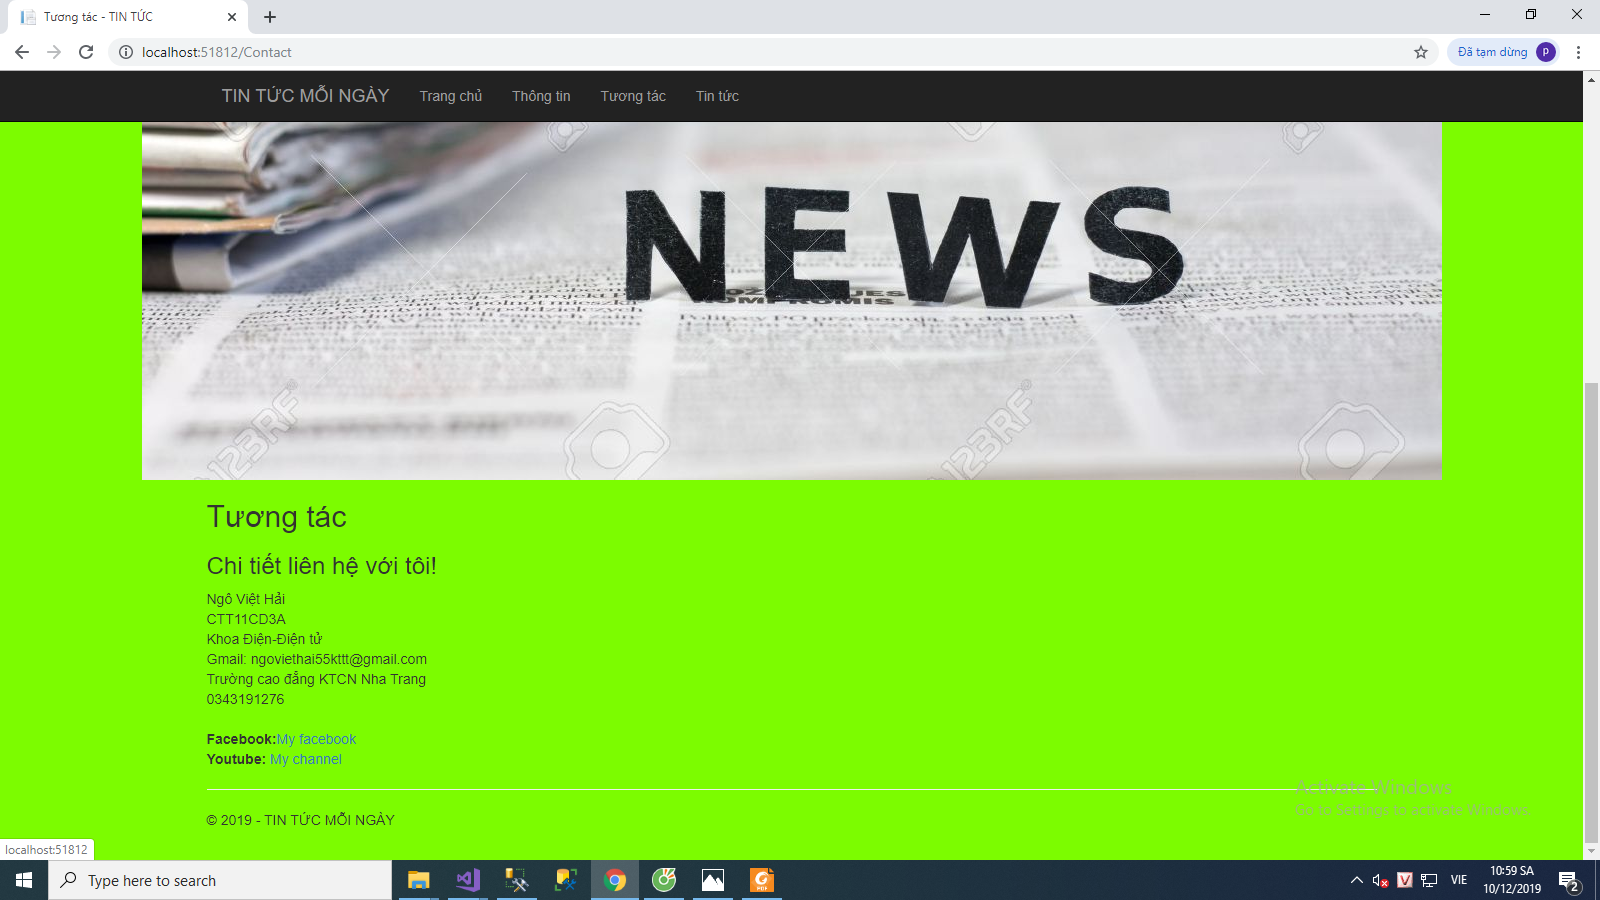 Tương tác - TIN TỨC
localhost:51812/Contact
Đã tạm dừng
p
TIN TỨC MỖI NGÀY
Trang chủ
Thông tin
Tương tác
Tin tức
NEWS
123RF
123RF
Tương tác
Chi tiết liên hệ với tôi!
Ngô Việt Hải
CTT11CD3A
Khoa Điện-Điện tử
Gmail: ngoviethai55kttt@gmail.com
Trường cao đẳng KTCN Nha Trang
0343191276
Facebook:My facebook
Youtube: My channel
Activate Windows
Go to Settings to activate Windows.
© 2019 - TIN TỨC MỖI NGÀY
localhost:51812
Type here to search
VIE
10:59 SA
10/12/2019
2